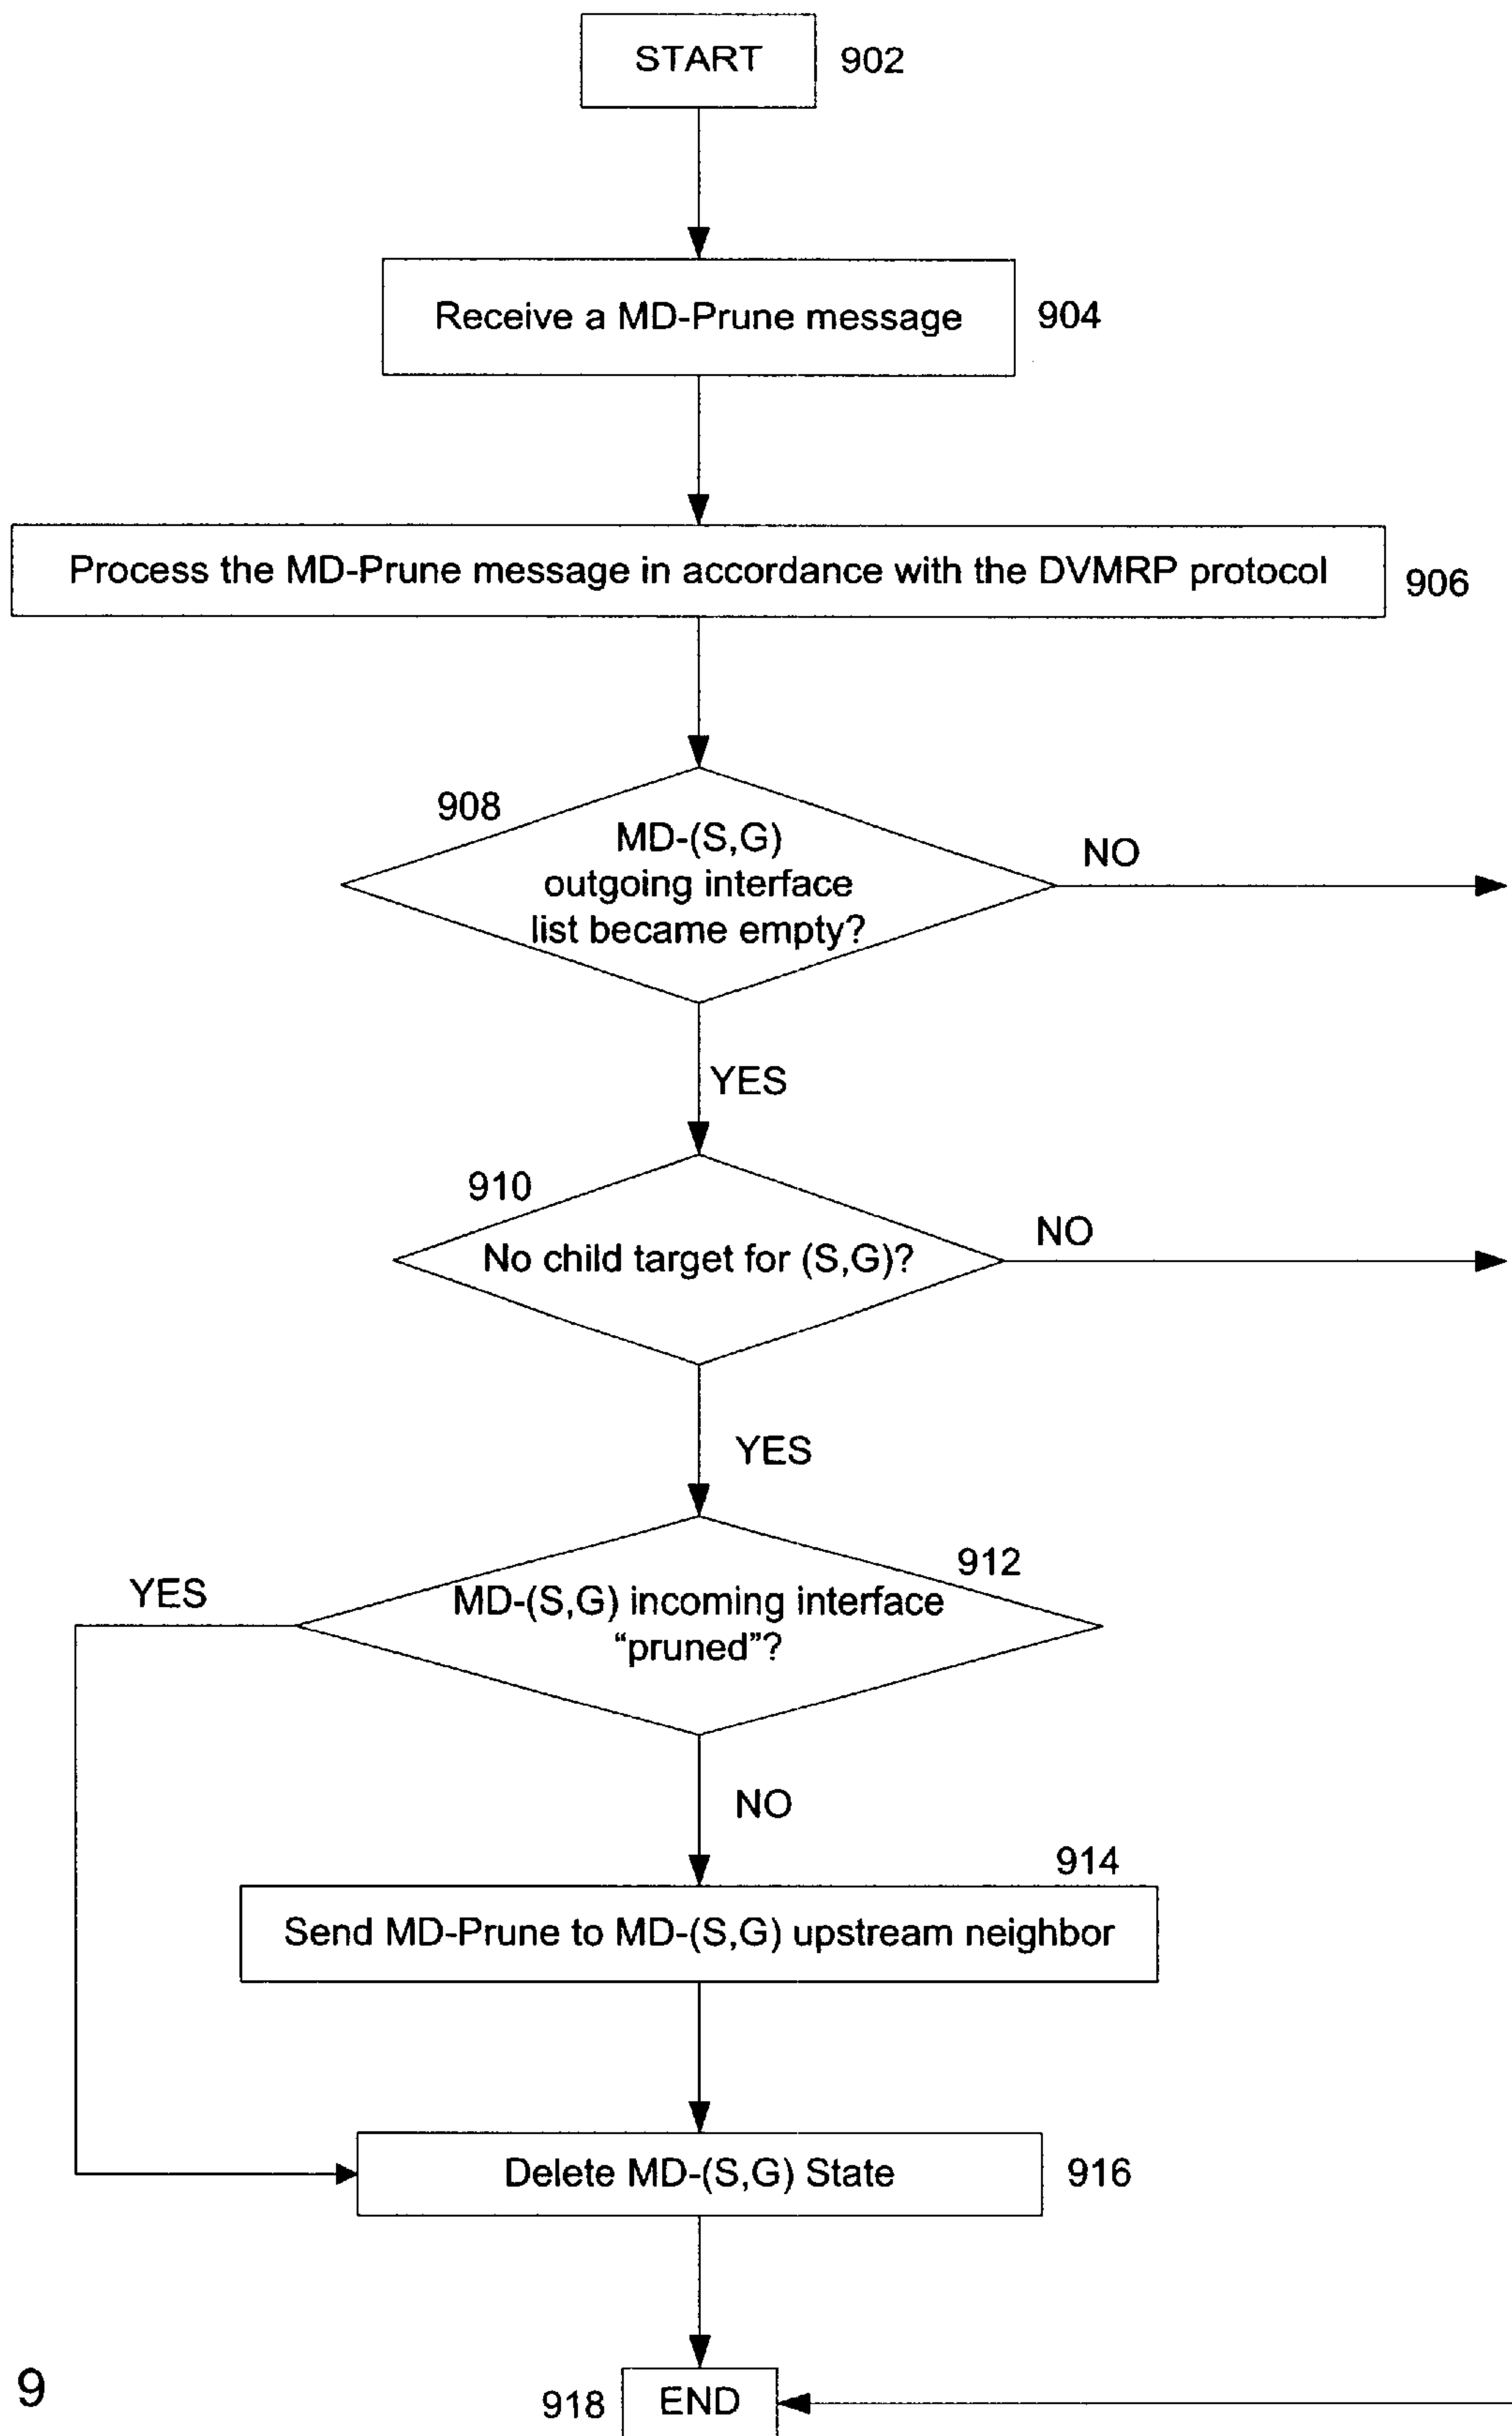 START
902
Receive a MD-Prune message
904
Process the MD-Prune message in accordance with the DVMRP protocol
906
908
MD-(S,G)
outgoing interface
list became empty?
NO
YES
910
No child target for (S,G)?
NO
YES
912
YES
MD-(S,G) incoming interface
“pruned”?
NO
914
Send MD-Prune to MD-(S,G) upstream neighbor
Delete MD-(S,G) State
916
9
918
END